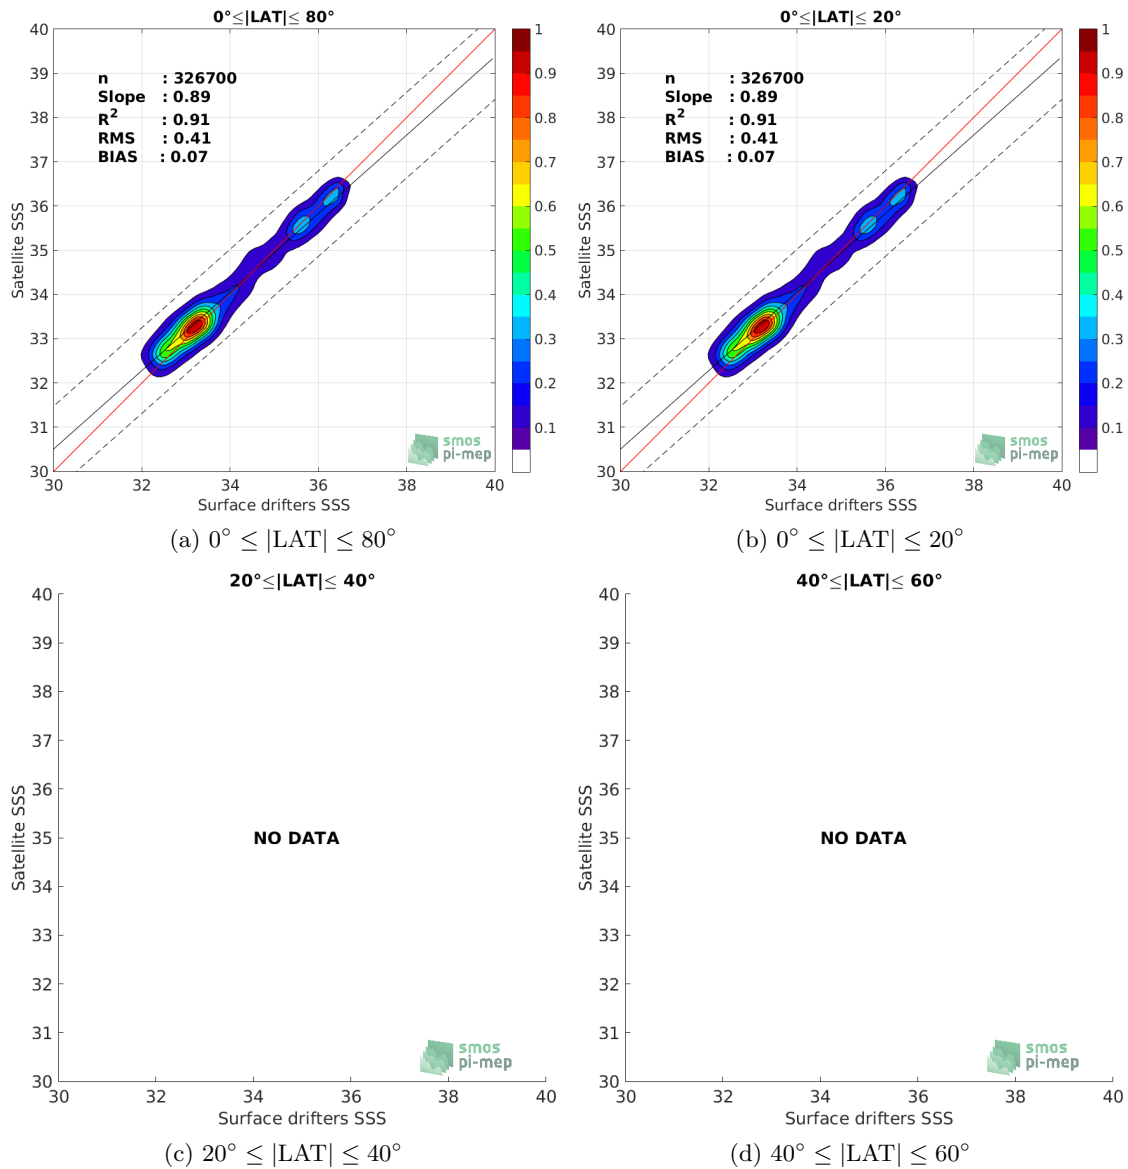 0°≤|LAT|≤ 80°
40
39
38
37
36
35
34
33
32
31
30
Satellite SSS
n : 326700
Slope : 0.89
R² : 0.91
RMS : 0.41
BIAS : 0.07
smos
pi-mep
30 32 34 36 38 40
Surface drifters SSS
1
0.9
0.8
0.7
0.6
0.5
0.4
0.3
0.2
0.1
(a) 0° ≤ |LAT| ≤ 80°
0°≤|LAT|≤ 20°
40
39
38
37
36
35
34
33
32
31
30
Satellite SSS
n : 326700
Slope : 0.89
R² : 0.91
RMS : 0.41
BIAS : 0.07
smos
pi-mep
30 32 34 36 38 40
Surface drifters SSS
1
0.9
0.8
0.7
0.6
0.5
0.4
0.3
0.2
0.1
(b) 0° ≤ |LAT| ≤ 20°
20°≤|LAT|≤ 40°
40
39
38
37
36
35
34
33
32
31
30
Satellite SSS
NO DATA
smos
pi-mep
30 32 34 36 38 40
Surface drifters SSS
(c) 20° ≤ |LAT| ≤ 40°
40°≤|LAT|≤ 60°
40
39
38
37
36
35
34
33
32
31
30
Satellite SSS
NO DATA
smos
pi-mep
30 32 34 36 38 40
Surface drifters SSS
(d) 40° ≤ |LAT| ≤ 60°